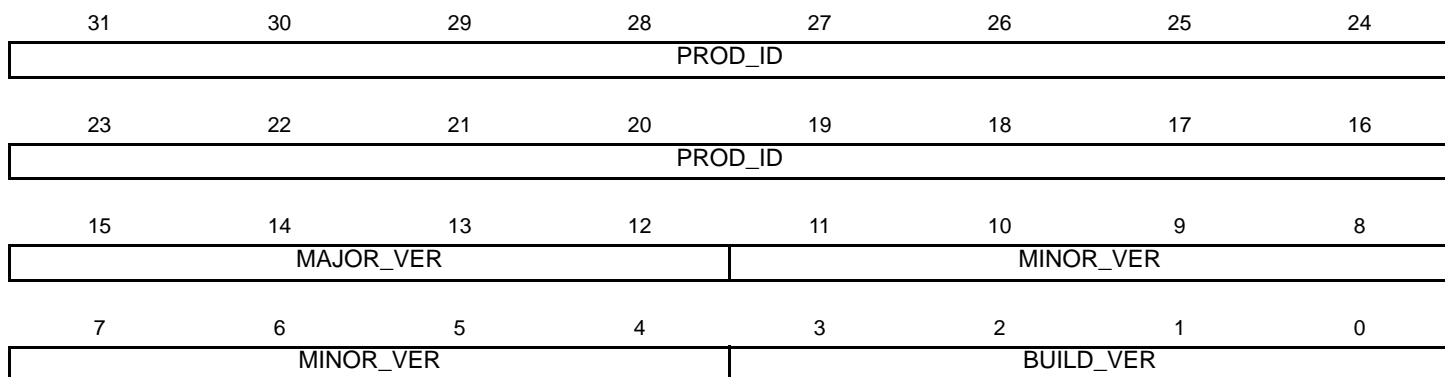 31 30 29 28 27 26 25 24
PROD_ID
23 22 21 20 19 18 17 16
PROD_ID
15 14 13 12 11 10 9 8
MAJOR_VER MINOR_VER
7 6 5 4 3 2 1 0
MINOR_VER BUILD_VER